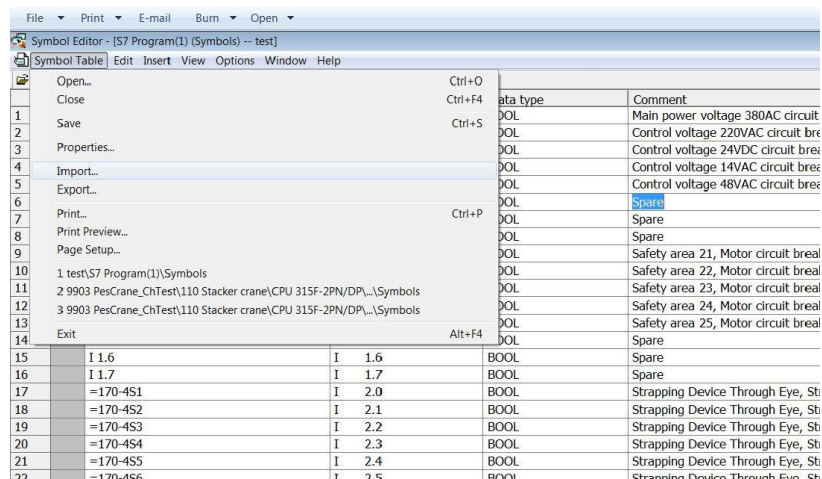 File Print E-mail Burn Open
Symbol Editor - [S7 Program(1) (Symbols) -- test]
Symbol Table Edit Insert View Options Window Help
Open... Ctrl+O
Close Ctrl+F4
Save Ctrl+S
Properties...
Import...
Export...
Print... Ctrl+P
Print Preview...
Page Setup...
1 test\S7 Program(1)\Symbols
2 9903 PesCrane_ChTest\110 Stacker crane\CPU 315F-2PN/DP\...\Symbols
3 9903 PesCrane_ChTest\110 Stacker crane\CPU 315F-2PN/DP\...\Symbols
Exit Alt+F4
ata type Comment
1 OOL Main power voltage 380AC circuit
2 OOL Control voltage 220VAC circuit bre
3 OOL Control voltage 24VDC circuit brea
4 OOL Control voltage 14VAC circuit brea
5 OOL Control voltage 48VAC circuit brea
6 OOL Spare
7 OOL Spare
8 OOL Spare
9 OOL Safety area 21, Motor circuit breal
10 OOL Safety area 22, Motor circuit breal
11 OOL Safety area 23, Motor circuit breal
12 OOL Safety area 24, Motor circuit breal
13 OOL Safety area 25, Motor circuit breal
14 OOL Spare
15 I 1.6 I 1.6 BOOL Spare
16 I 1.7 I 1.7 BOOL Spare
17 =170-4S1 I 2.0 BOOL Strapping Device Through Eye, St
18 =170-4S2 I 2.1 BOOL Strapping Device Through Eye, St
19 =170-4S3 I 2.2 BOOL Strapping Device Through Eye, St
20 =170-4S4 I 2.3 BOOL Strapping Device Through Eye, St
21 =170-4S5 I 2.4 BOOL Strapping Device Through Eye, St
22 =170-4S6 I 2.5 BOOL Strapping Device Through Eye, St